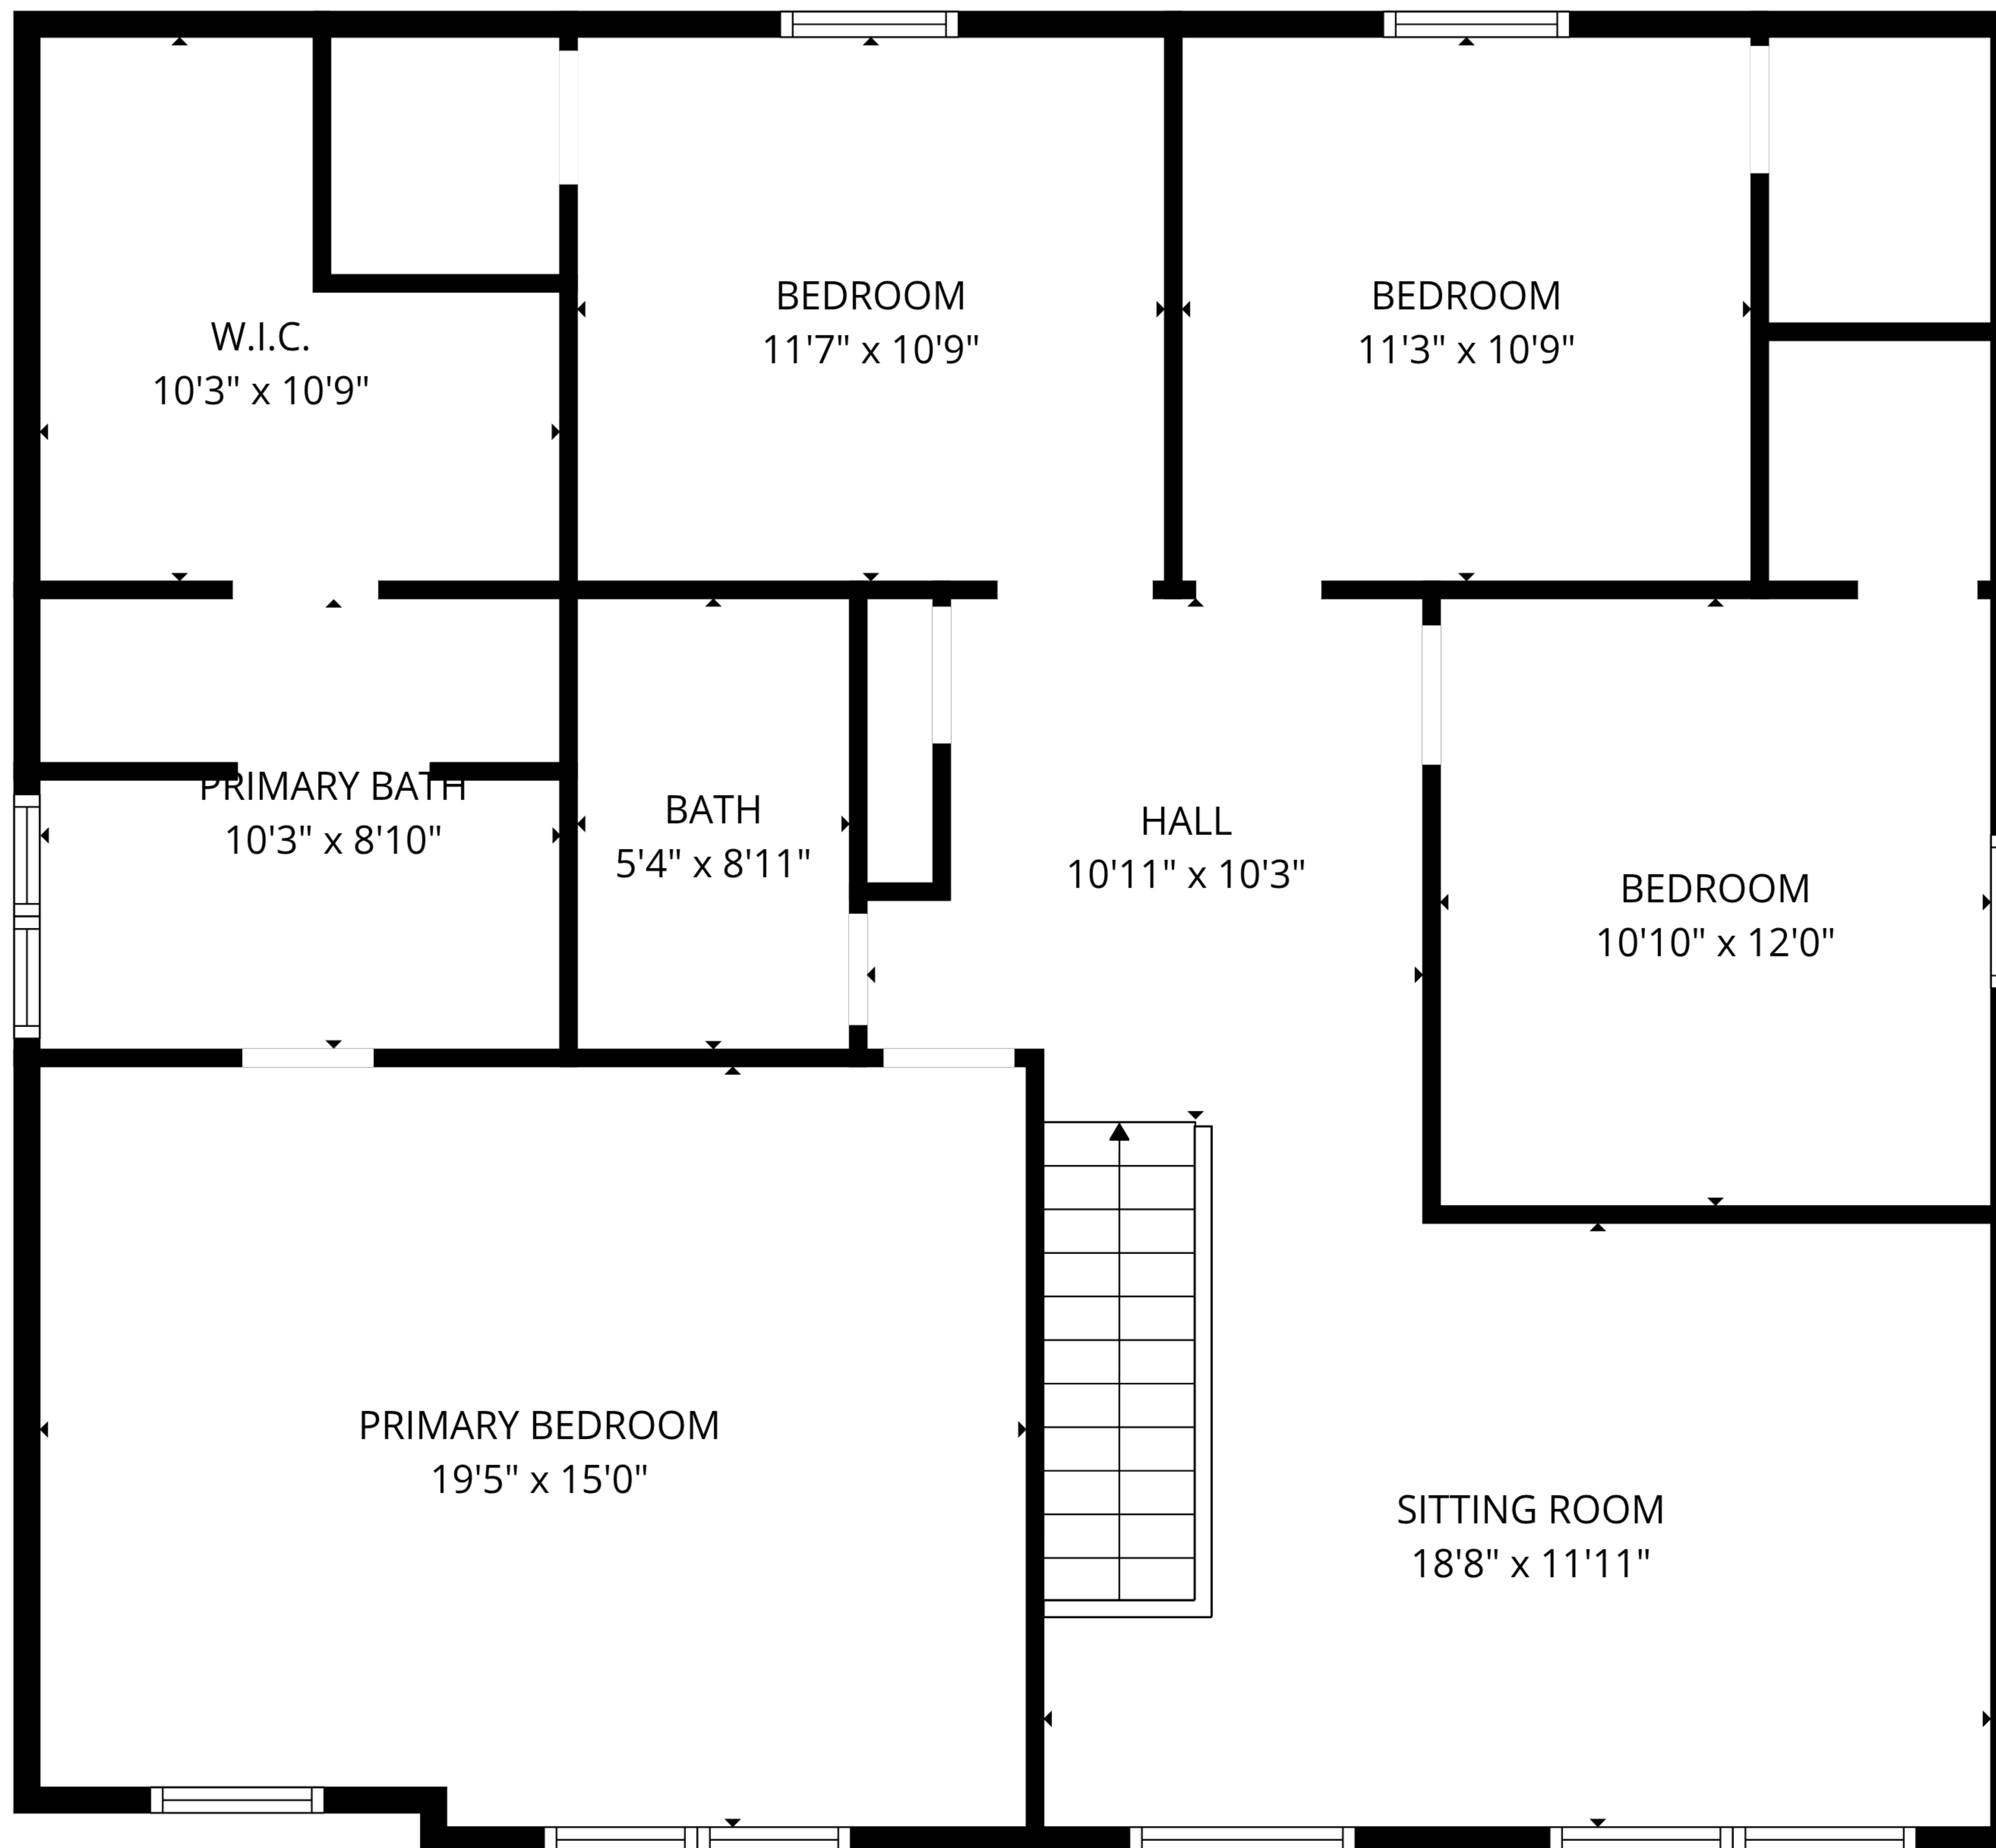 BEDROOM
11'7" x 10'9"
BEDROOM
11'3" x 10'9"
W.I.C.
10'3" x 10'9"
PRIMARY BATH
10'3" x 8'10"
BATH
5'4" x 8'11"
HALL
10'11" x 10'3"
BEDROOM
10'10" x 12'0"
PRIMARY BEDROOM
19'5" x 15'0"
SITTING ROOM
18'8" x 11'11"